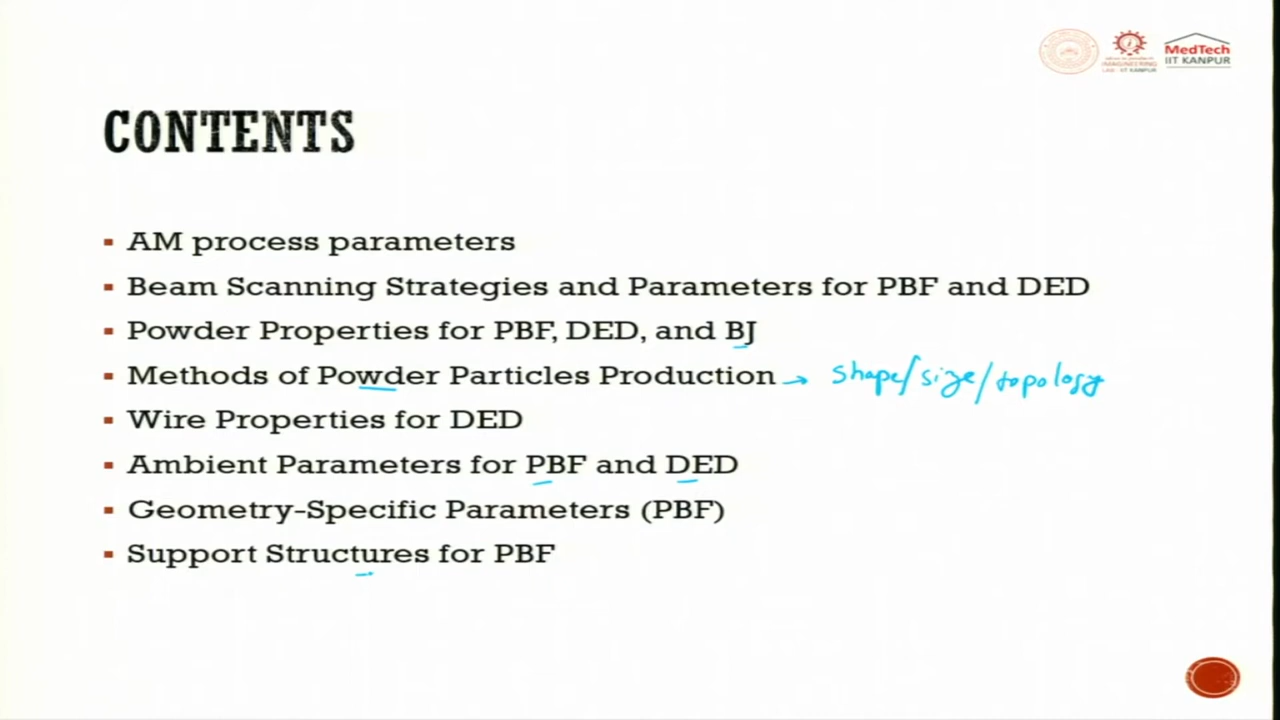 MedTech
IIT KANPUR
CONTENTS
AM process parameters
Beam Scanning Strategies and Parameters for PBF and DED
Powder Properties for PBF, DED, and BJ
Methods of Powder Particles Production → shape/size/topology
Wire Properties for DED
Ambient Parameters for PBF and DED
Geometry-Specific Parameters (PBF)
Support Structures for PBF